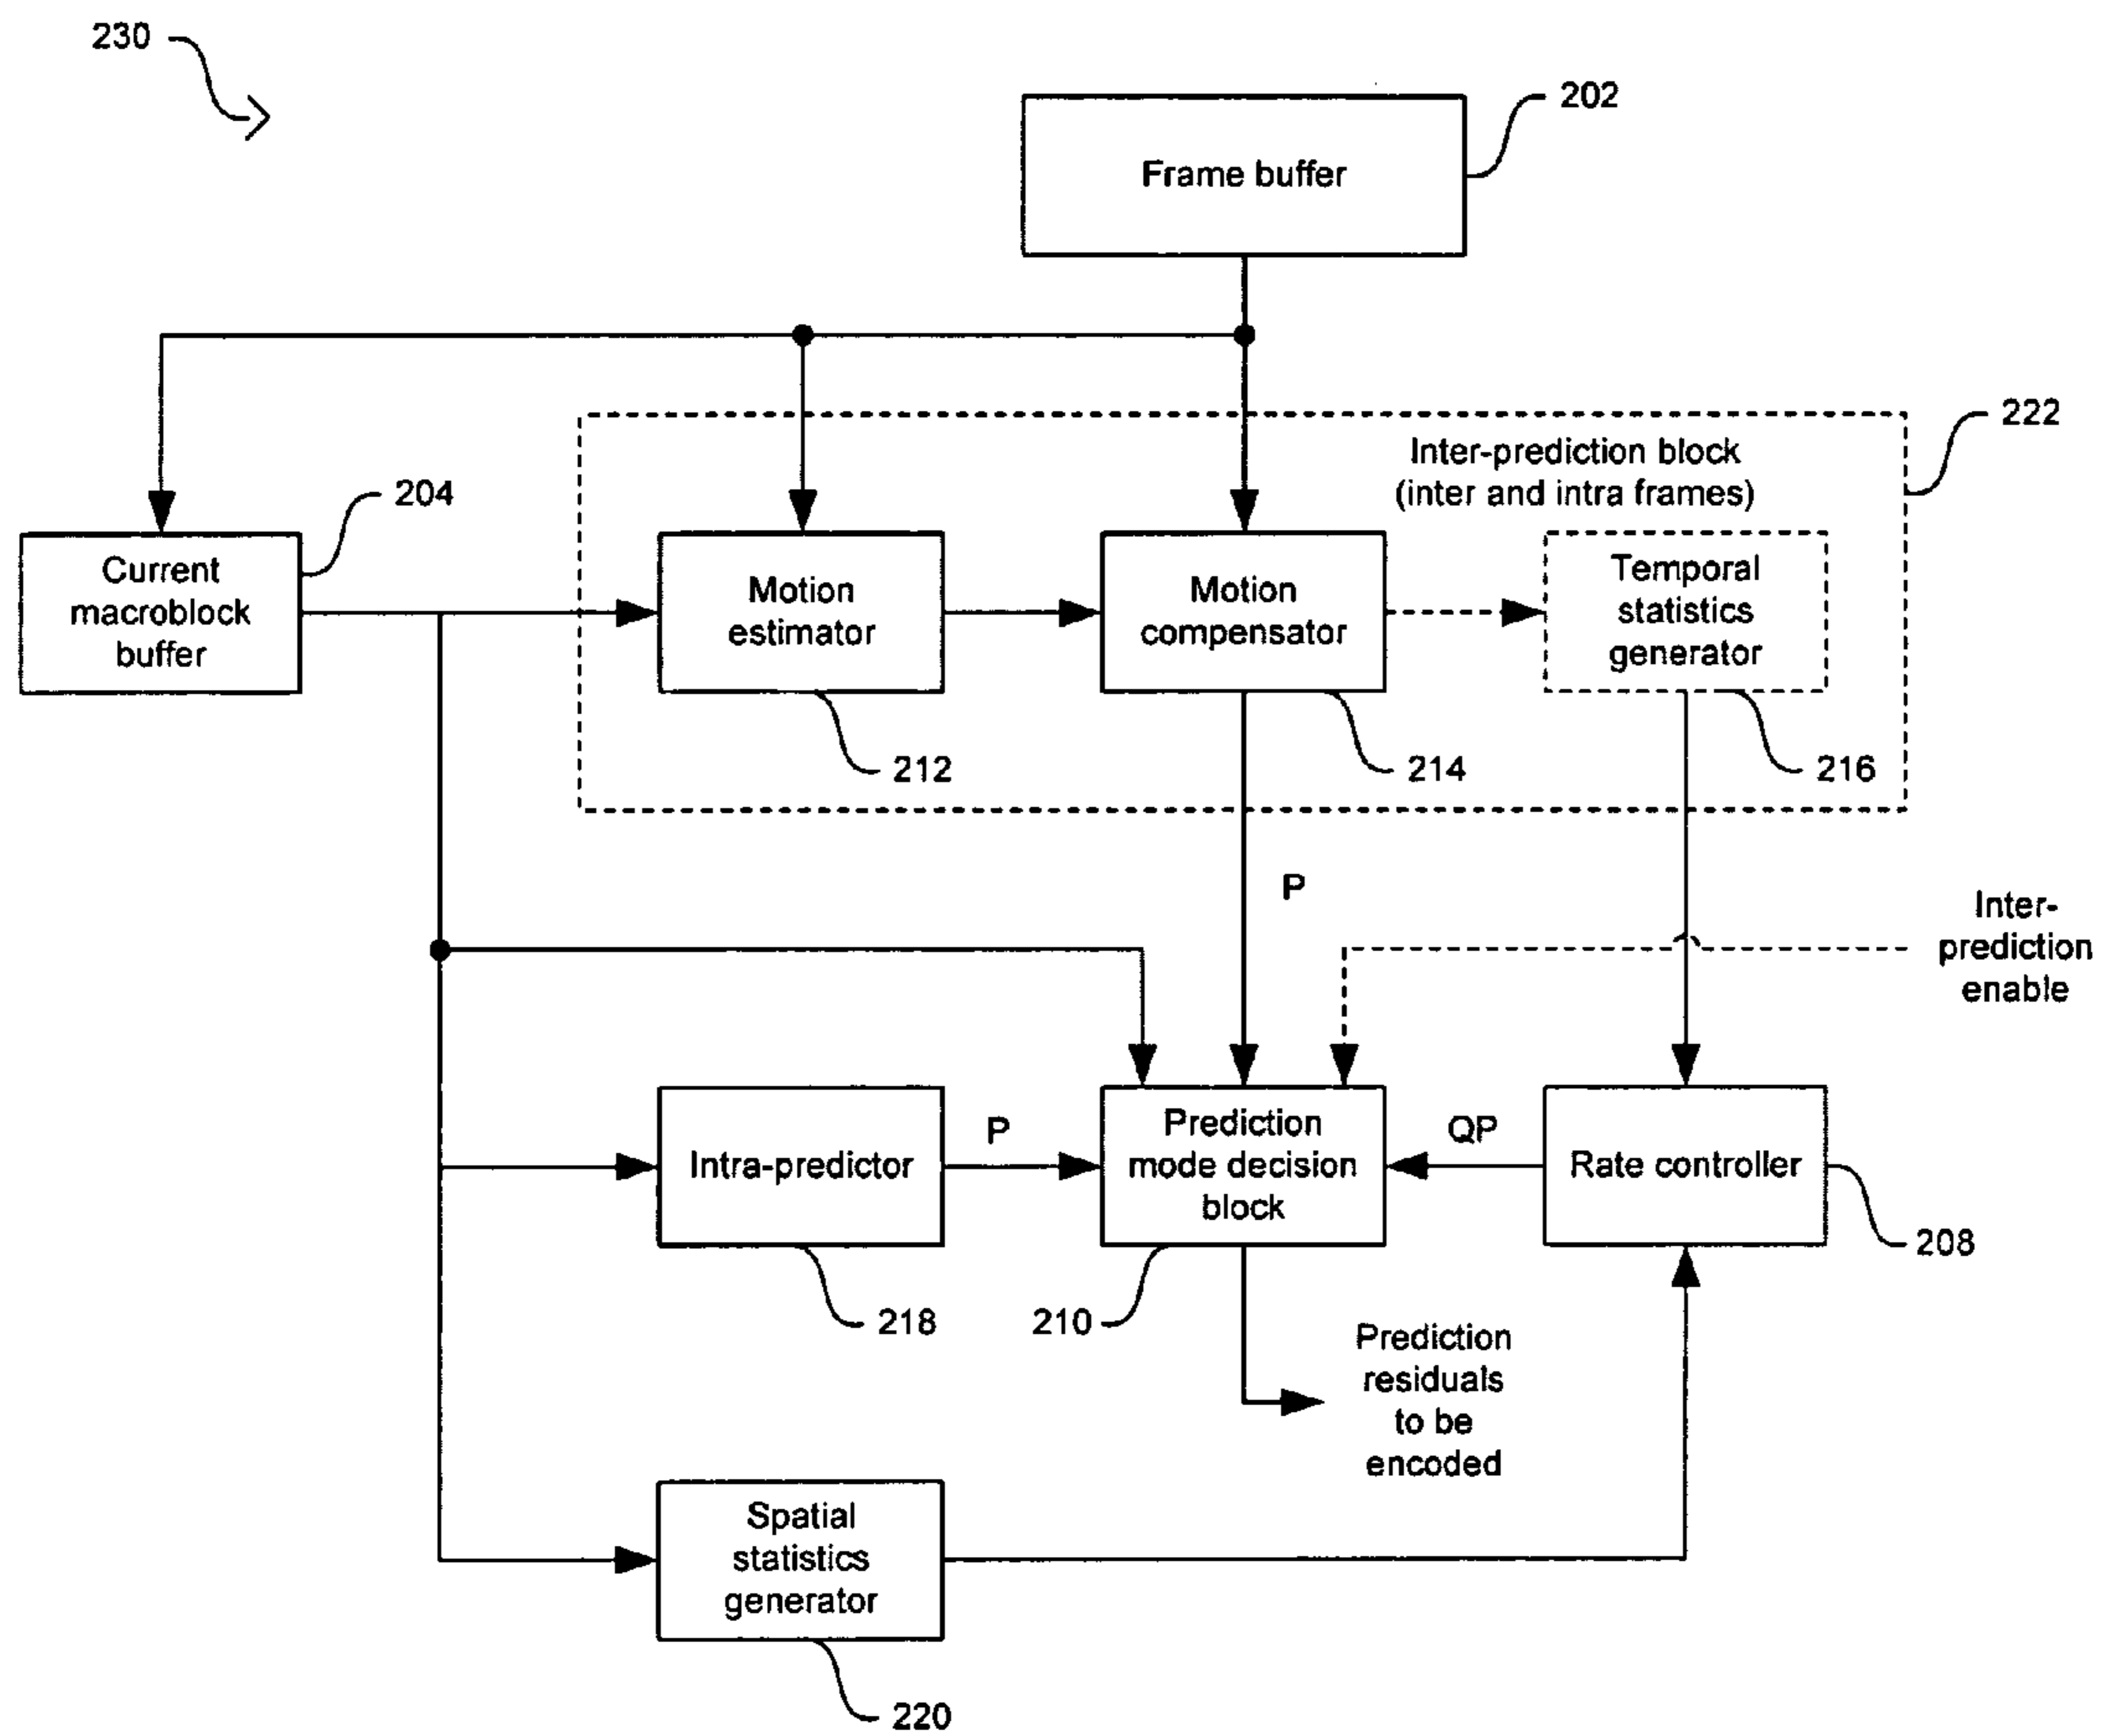 230
202
Frame buffer
222
Inter-prediction block
(inter and intra frames)
204
Current
macroblock
buffer
Motion
estimator
Motion
compensator
Temporal
statistics
generator
212
214
216
P
Inter-
prediction
enable
Intra-predictor
P
Prediction
mode decision
block
QP
Rate controller
208
218
210
Prediction
residuals
to be
encoded
Spatial
statistics
generator
220